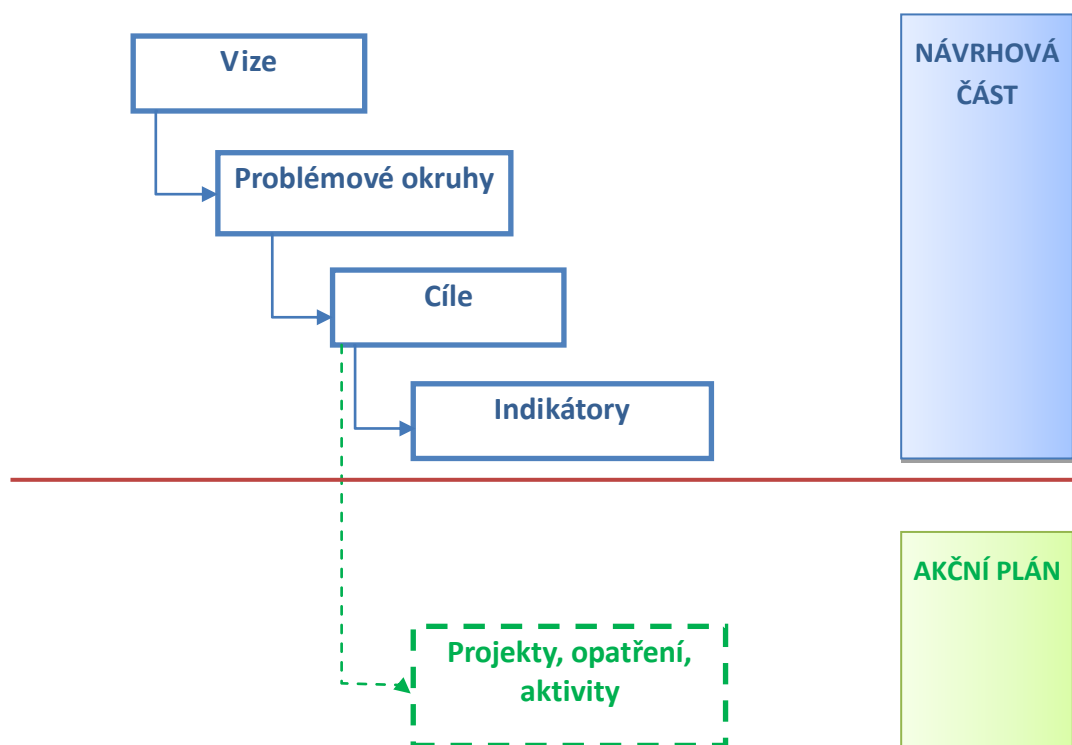 Vize
NÁVRHOVÁ
ČÁST
Problémové okruhy
Cíle
Indikátory
AKČNÍ PLÁN
Projekty, opatření,
aktivity